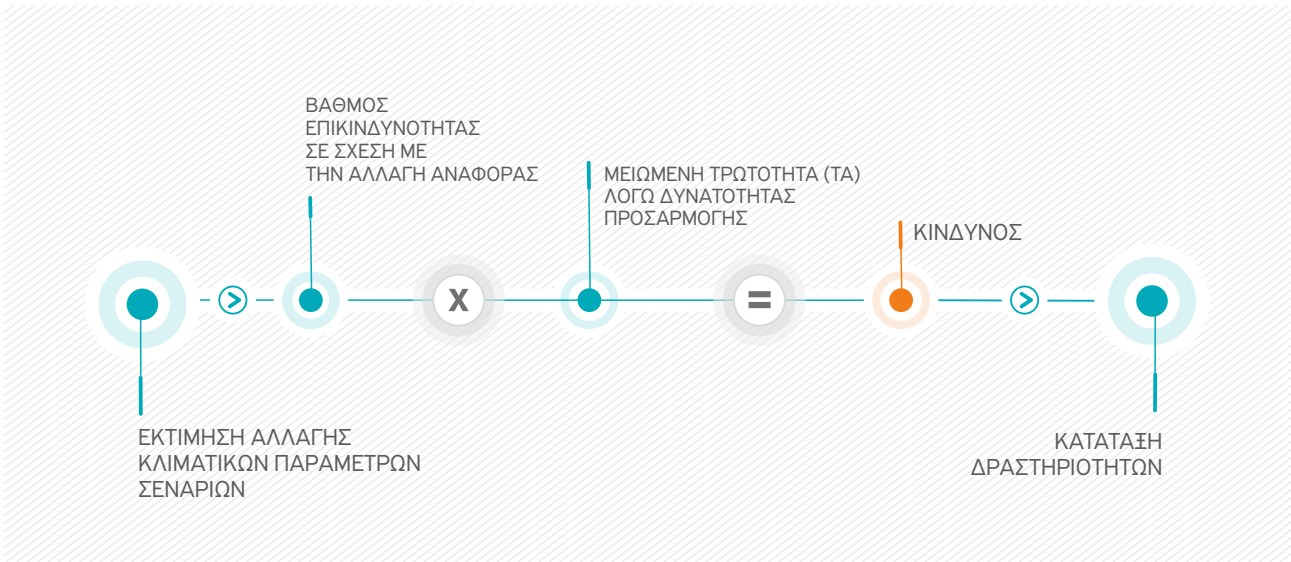 ΒΑΘΜΟΣ
ΕΠΙΚΙΝΔΥΝΟΤΗΤΑΣ
ΣΕ ΣΧΕΣΗ ΜΕ
ΤΗΝ ΑΛΛΑΓΗ ΑΝΑΦΟΡΑΣ
ΜΕΙΩΜΕΝΗ ΤΡΩΤΟΤΗΤΑ (ΤΑ)
ΛΟΓΩ ΔΥΝΑΤΟΤΗΤΑΣ
ΠΡΟΣΑΡΜΟΓΗΣ
ΚΙΝΔΥΝΟΣ
X
=
ΕΚΤΙΜΗΣΗ ΑΛΛΑΓΗΣ
ΚΛΙΜΑΤΙΚΩΝ ΠΑΡΑΜΕΤΡΩΝ
ΣΕΝΑΡΙΩΝ
ΚΑΤΑΤΑΞΗ
ΔΡΑΣΤΗΡΙΟΤΗΤΩΝ